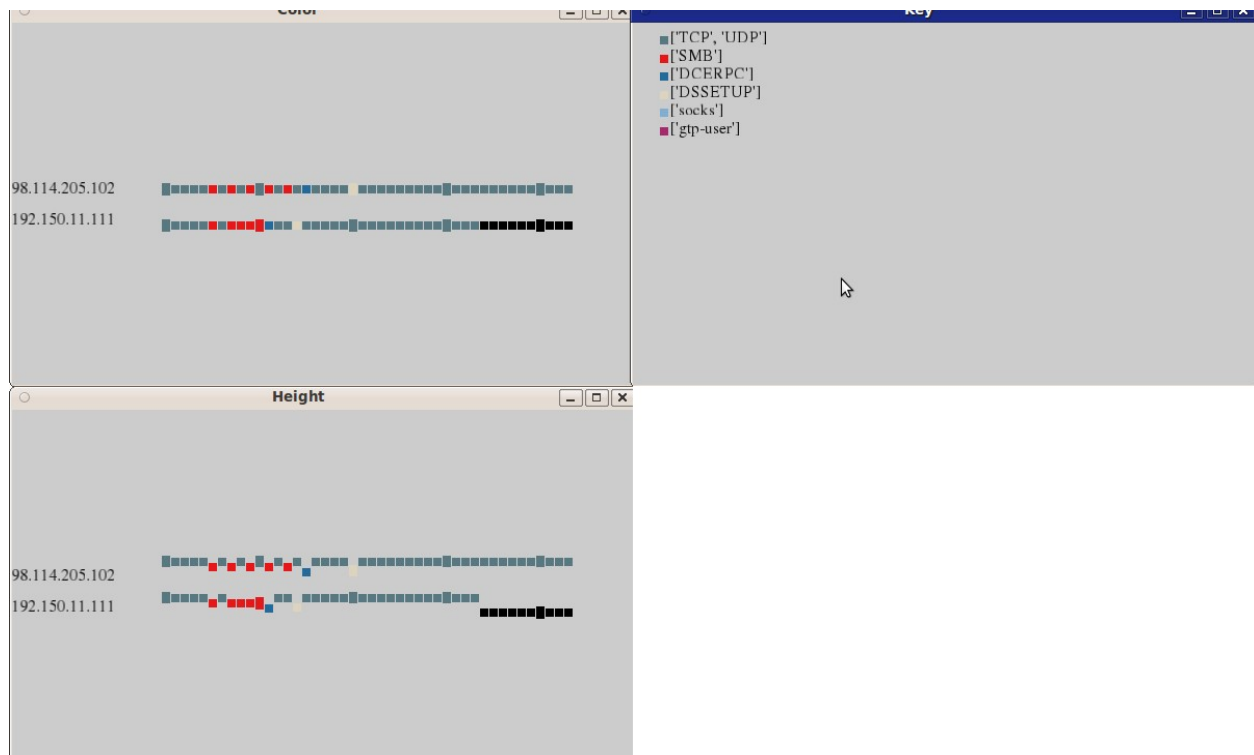 Color
Key
['TCP', 'UDP']
['SMB']
['DCERPC']
['DSSETUP']
['socks']
['gtp-user']
98.114.205.102
192.150.11.111
Height
98.114.205.102
192.150.11.111